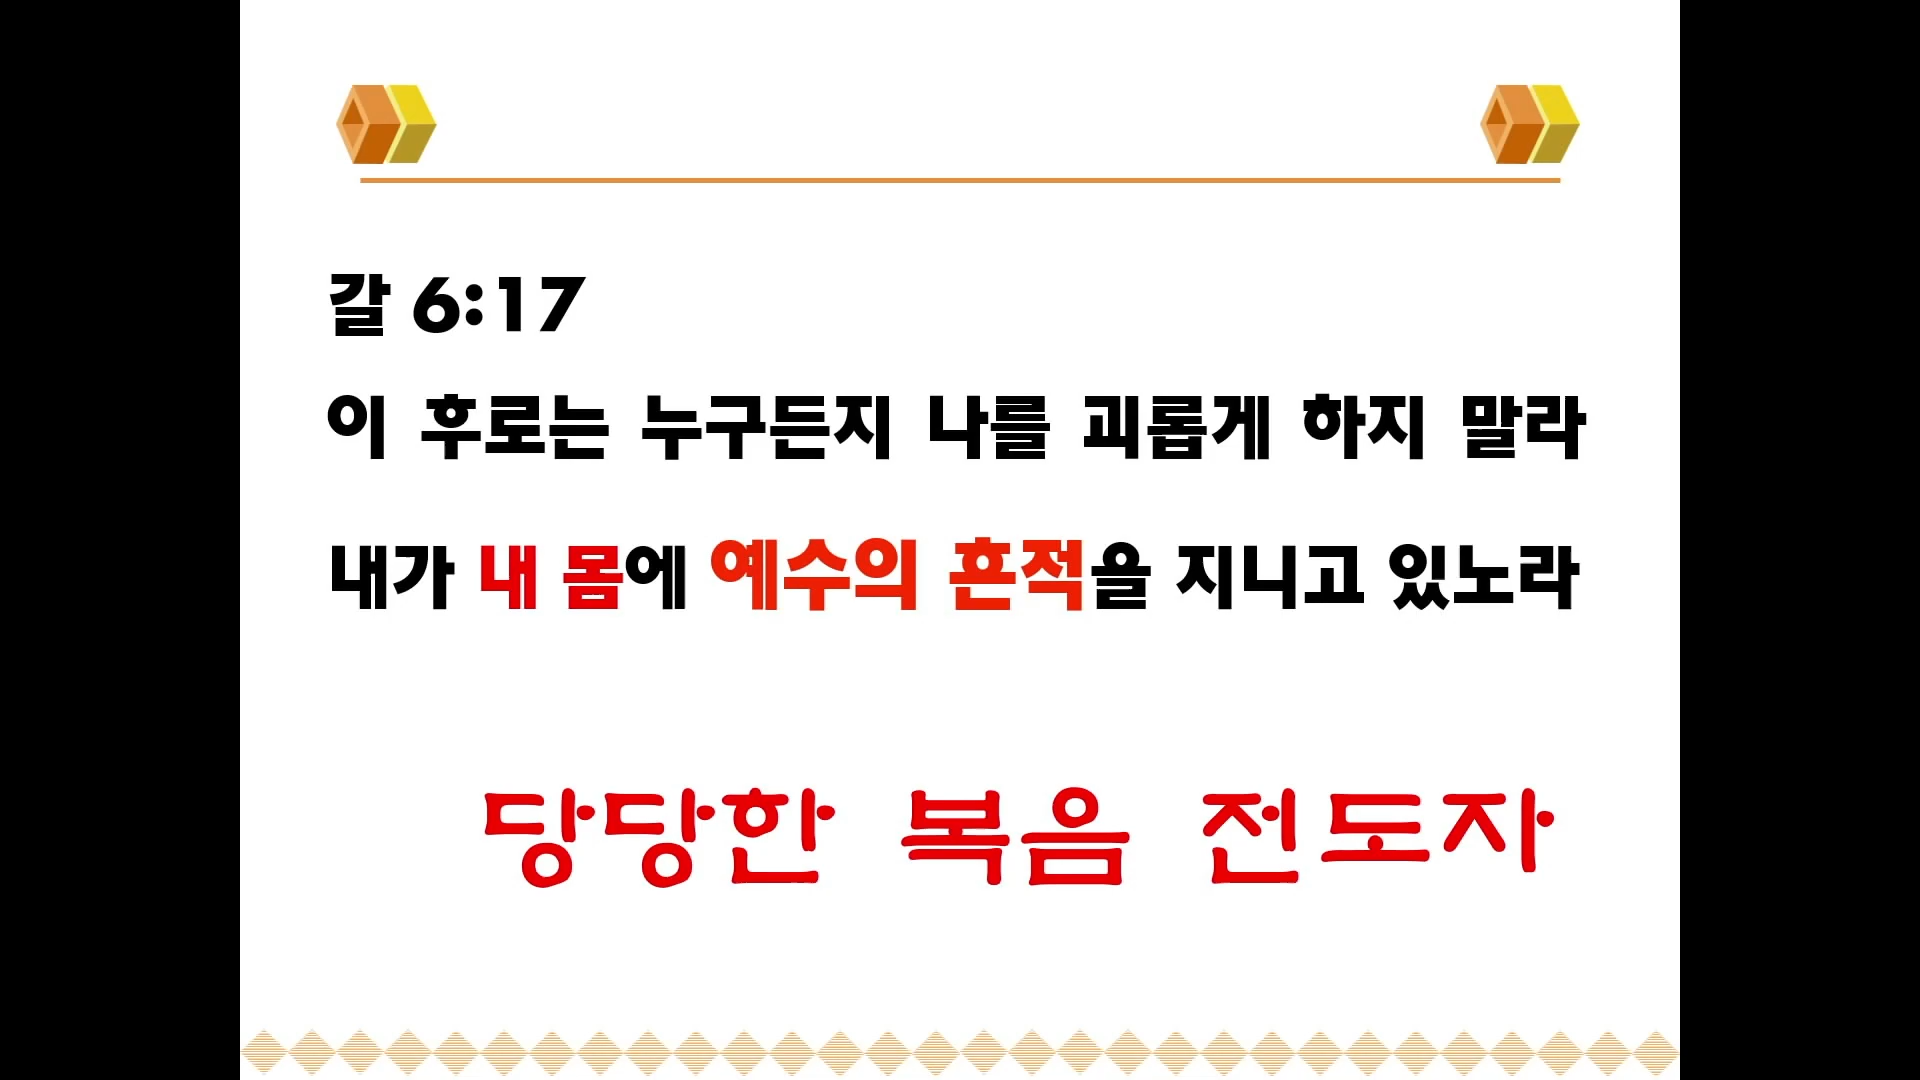 갈 6:17
이 후로는 누구든지 나를 괴롭게 하지 말라
내가 내 몸에 예수의 흔적을 지니고 있노라
당당한 복음 전도자